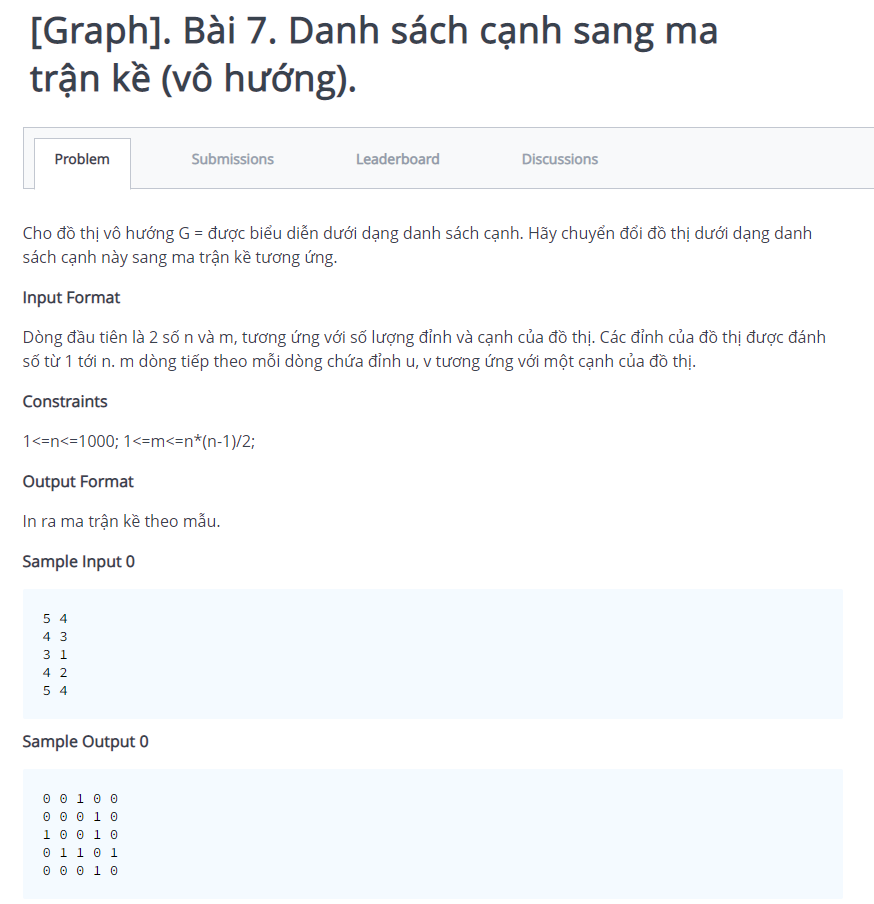 [Graph]. Bài 7. Danh sách cạnh sang ma
trận kề (vô hướng).
Problem
Submissions
Leaderboard
Discussions
Cho đồ thị vô hướng G = được biểu diễn dưới dạng danh sách cạnh. Hãy chuyển đổi đồ thị dưới dạng danh
sách cạnh này sang ma trận kề tương ứng.
Input Format
Dòng đầu tiên là 2 số n và m, tương ứng với số lượng đỉnh và cạnh của đồ thị. Các đỉnh của đồ thị được đánh
số từ 1 tới n. m dòng tiếp theo mỗi dòng chứa đỉnh u, v tương ứng với một cạnh của đồ thị.
Constraints
1<=n<=1000; 1<=m<=n*(n-1)/2;
Output Format
In ra ma trận kề theo mẫu.
Sample Input 0
5 4
4 3
3 1
4 2
5 4
Sample Output 0
0 0 1 0 0
0 0 0 1 0
1 0 0 1 0
0 1 1 0 1
0 0 0 1 0